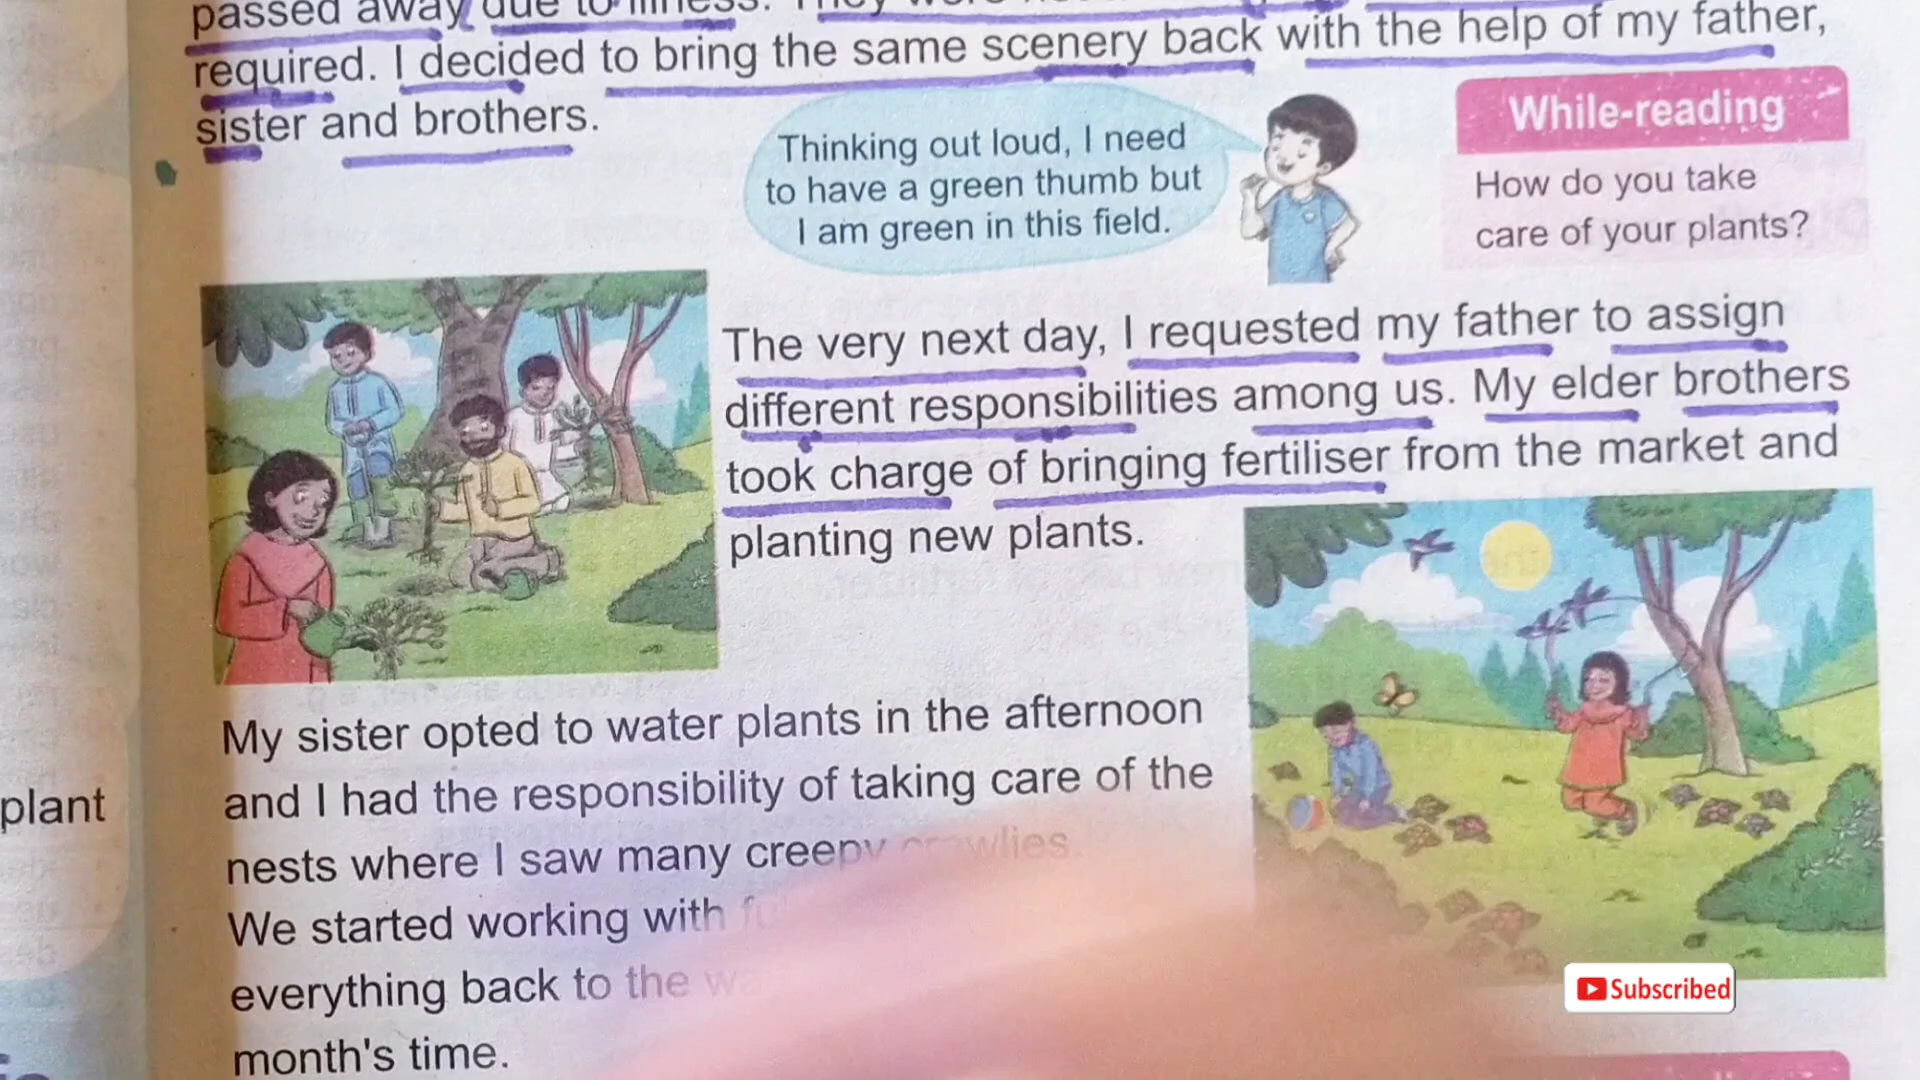 passed away due to illness.
required. I decided to bring the same scenery back with the help of my father,
sister and brothers.
Thinking out loud, I need
to have a green thumb but
I am green in this field.
While-reading
How do you take
care of your plants?
The very next day, I requested my father to assign
different responsibilities among us. My elder brothers
took charge of bringing fertiliser from the market and
planting new plants.
My sister opted to water plants in the afternoon
and I had the responsibility of taking care of the
nests where I saw many creepy crawlies.
We started working with
everything back to the
month's time.
plant
Subscribed